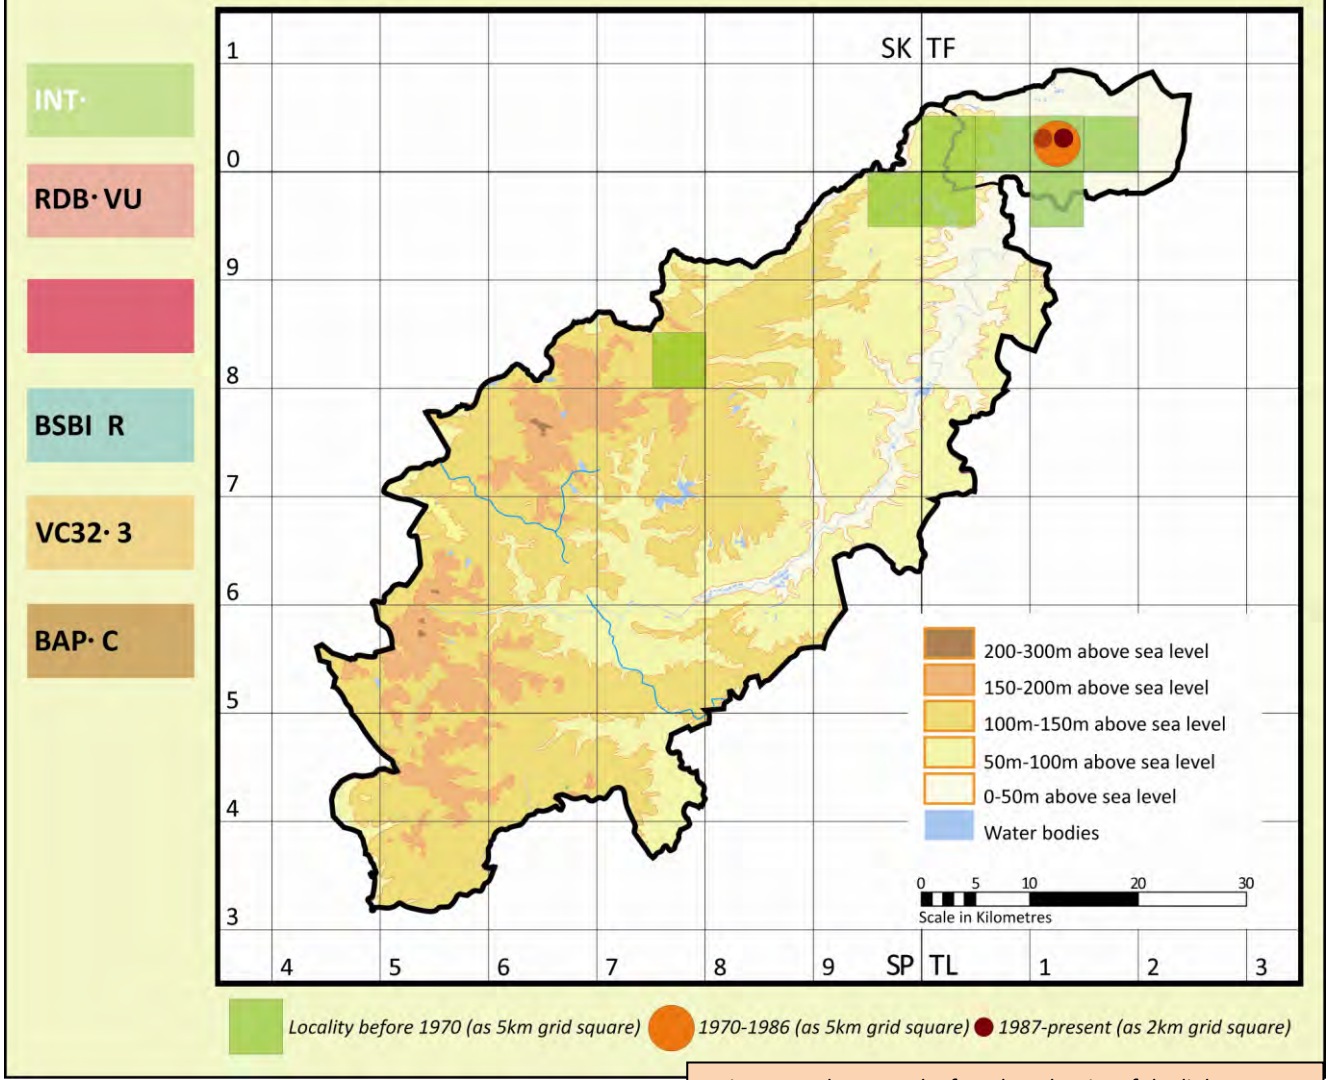 INT·
RDB· VU
BSBI R
VC32· 3
BAP· C
SK TF
1
0
9
8
7
6
5
4
3
200-300m above sea level
150-200m above sea level
100m-150m above sea level
50m-100m above sea level
0-50m above sea level
Water bodies
0 5 10 20 30
Scale in Kilometres
4 5 6 7 8 9 SP TL 1 2 3
Locality before 1970 (as 5km grid square) 1970-1986 (as 5km grid square) 1987-present (as 2km grid square)